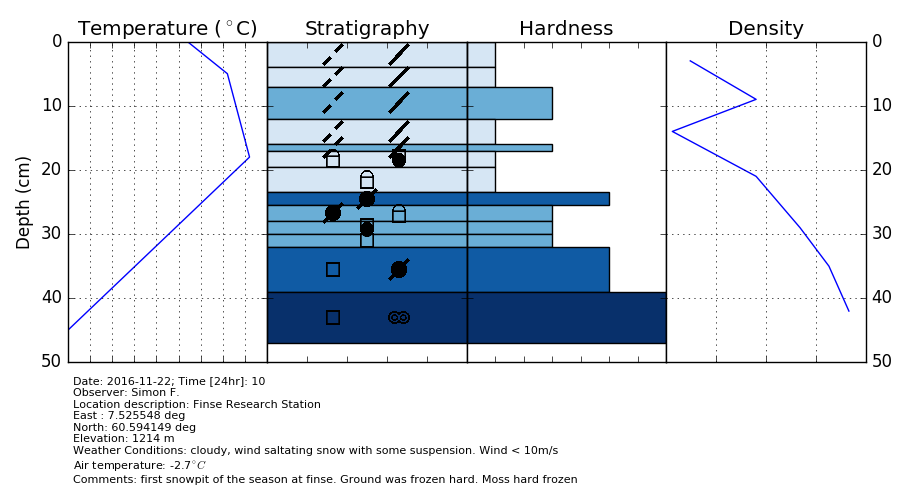 Temperature (°C) Stratigraphy Hardness Density
0 0
10 10
20 20
30 30
40 40
50 50
Depth (cm)
Date: 2016-11-22; Time [24hr]: 10
Observer: Simon F.
Location description: Finse Research Station
East : 7.525548 deg
North: 60.594149 deg
Elevation: 1214 m
Weather Conditions: cloudy, wind saltating snow with some suspension. Wind < 10m/s
Air temperature: -2.7°C
Comments: first snowpit of the season at finse. Ground was frozen hard. Moss hard frozen